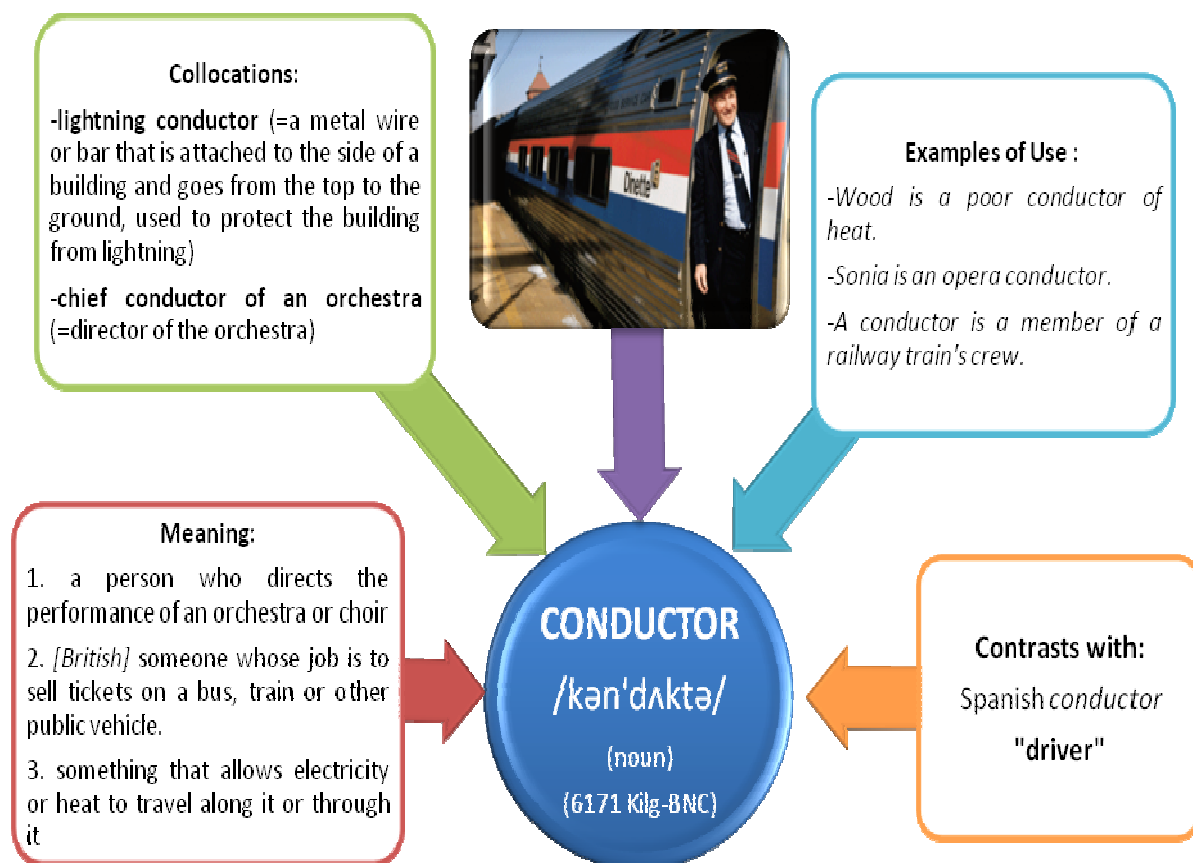 Collocations:
-lightning conductor (=a metal wire
or bar that is attached to the side of a
building and goes from the top to the
ground, used to protect the building
from lightning)
-chief conductor of an orchestra
(=director of the orchestra)
Dinette
Examples of Use :
-Wood is a poor conductor of
heat.
-Sonia is an opera conductor.
-A conductor is a member of a
railway train's crew.
Meaning:
1. a person who directs the
performance of an orchestra or choir
2. [British] someone whose job is to
sell tickets on a bus, train or other
public vehicle.
3. something that allows electricity
or heat to travel along it or through
it
CONDUCTOR
/kən'dʌktə/
(noun)
(6171 Kilg-BNC)
Contrasts with:
Spanish conductor
"driver"